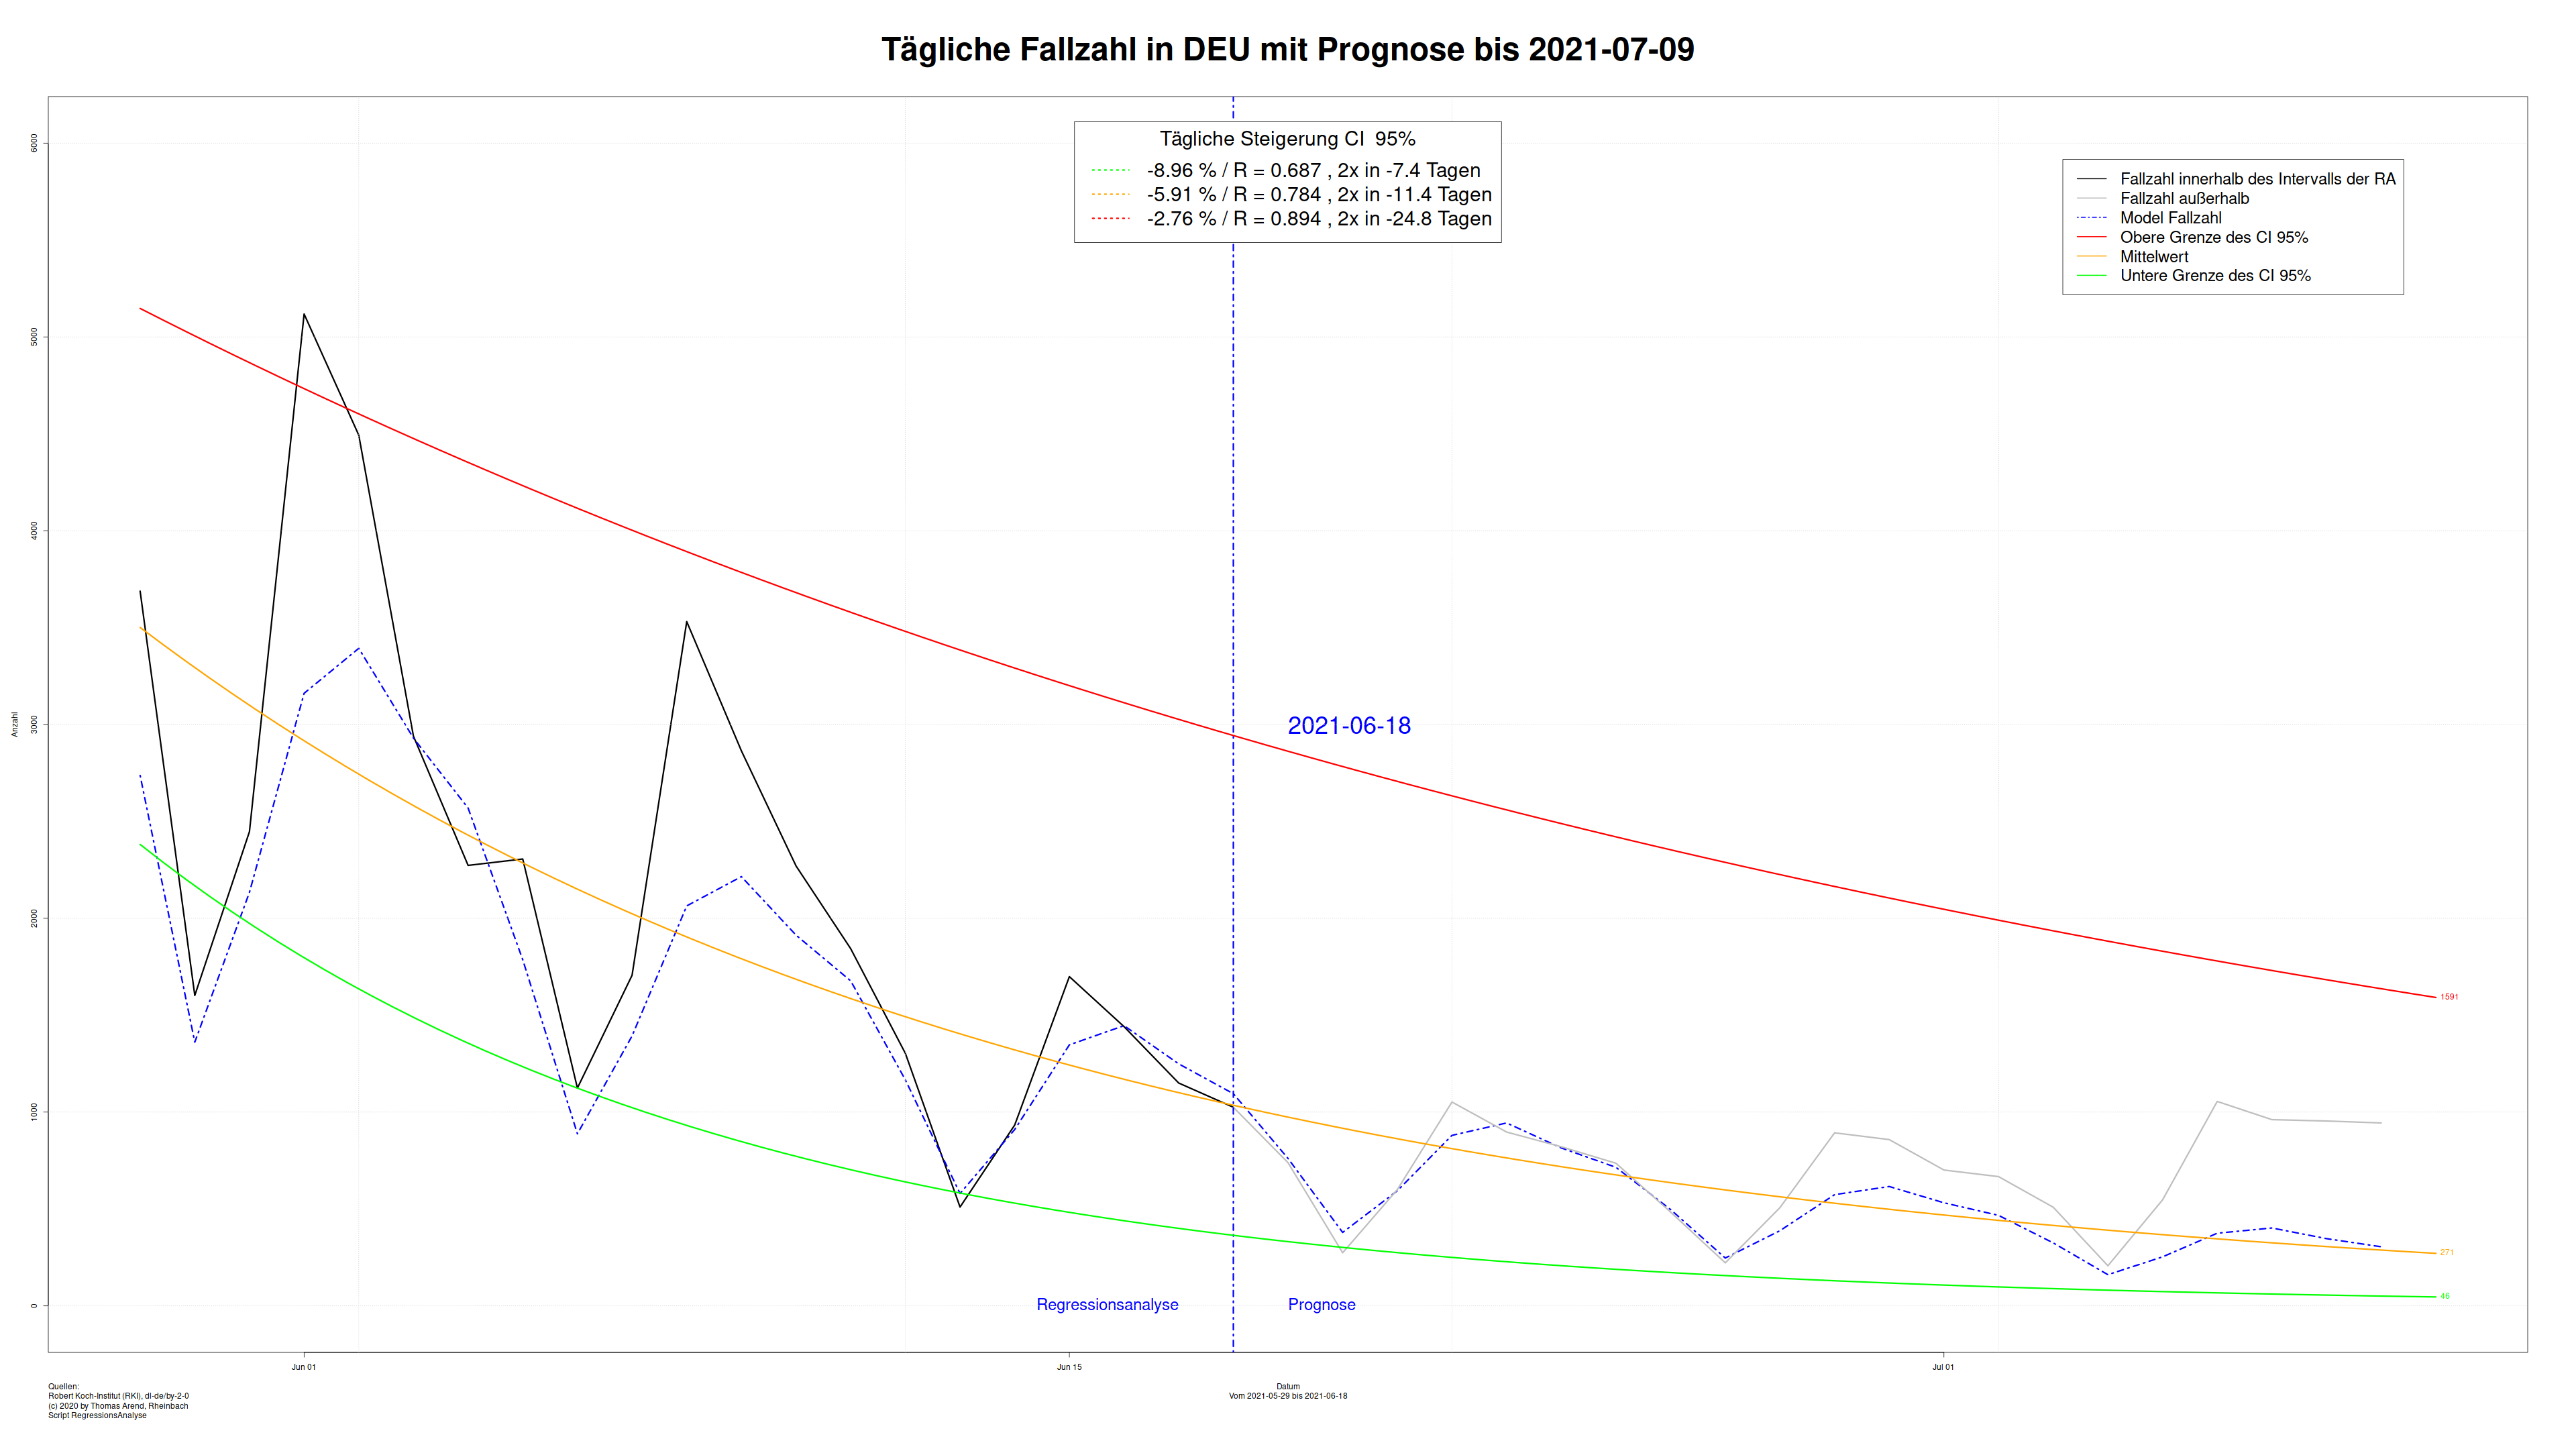 Tägliche Fallzahl in DEU mit Prognose bis 2021-07-09
Tägliche Steigerung CI  95%
-8.96 % / R = 0.687 , 2x in -7.4 Tagen
-5.91 % / R = 0.784 , 2x in -11.4 Tagen
-2.76 % / R = 0.894 , 2x in -24.8 Tagen
Fallzahl innerhalb des Intervalls der RA
Fallzahl außerhalb
Model Fallzahl
Obere Grenze des CI 95%
Mittelwert
Untere Grenze des CI 95%
6000
5000
4000
3000
2000
1000
0
Anzahl
2021-06-18
1591
271
46
Regressionsanalyse
Prognose
Jun 01
Jun 15
Jul 01
Datum
Vom 2021-05-29 bis 2021-06-18
Quellen:
Robert Koch-Institut (RKI), dl-de/by-2-0
(c) 2020 by Thomas Arend, Rheinbach
Script RegressionsAnalyse